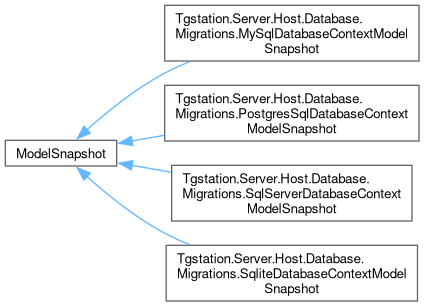 Tgstation.Server.Host.Database.
Migrations.MySqlDatabaseContextModel
Snapshot
Tgstation.Server.Host.Database.
Migrations.PostgresSqlDatabaseContext
ModelSnapshot
ModelSnapshot
Tgstation.Server.Host.Database.
Migrations.SqlServerDatabaseContext
ModelSnapshot
Tgstation.Server.Host.Database.
Migrations.SqliteDatabaseContextModel
Snapshot